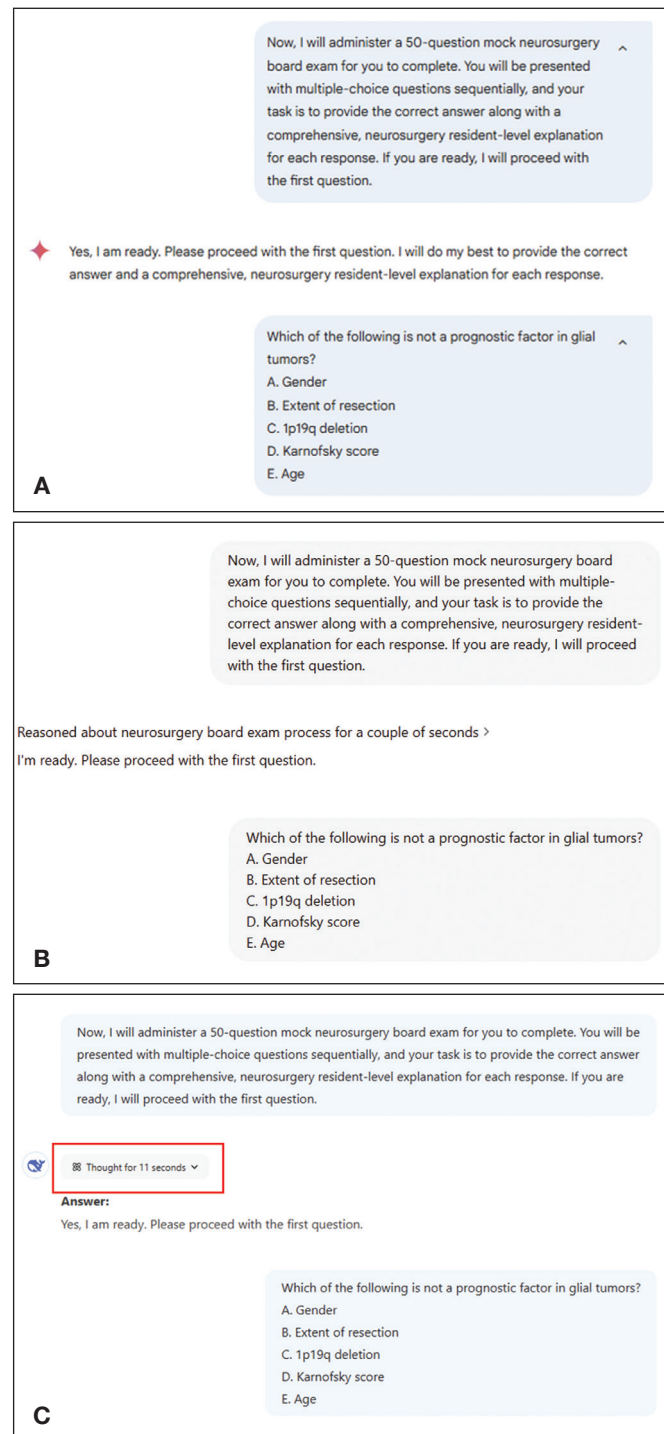 Now, I will administer a 50-question mock neurosurgery
board exam for you to complete. You will be presented
with multiple-choice questions sequentially, and your
task is to provide the correct answer along with a
comprehensive, neurosurgery resident-level explanation
for each response. If you are ready, I will proceed with
the first question.
Yes, I am ready. Please proceed with the first question. I will do my best to provide the correct
answer and a comprehensive, neurosurgery resident-level explanation for each response.
Which of the following is not a prognostic factor in glial
tumors?
A. Gender
B. Extent of resection
C. 1p19q deletion
D. Karnofsky score
E. Age
A
Now, I will administer a 50-question mock neurosurgery board
exam for you to complete. You will be presented with multiple-
choice questions sequentially, and your task is to provide the
correct answer along with a comprehensive, neurosurgery resident-
level explanation for each response. If you are ready, I will proceed
with the first question.
Reasoned about neurosurgery board exam process for a couple of seconds >
I'm ready. Please proceed with the first question.
Which of the following is not a prognostic factor in glial tumors?
A. Gender
B. Extent of resection
C. 1p19q deletion
D. Karnofsky score
E. Age
B
Now, I will administer a 50-question mock neurosurgery board exam for you to complete. You will be
presented with multiple-choice questions sequentially, and your task is to provide the correct answer
along with a comprehensive, neurosurgery resident-level explanation for each response. If you are
ready, I will proceed with the first question.
Thought for 11 seconds
Answer:
Yes, I am ready. Please proceed with the first question.
Which of the following is not a prognostic factor in glial tumors?
A. Gender
B. Extent of resection
C. 1p19q deletion
D. Karnofsky score
E. Age
C